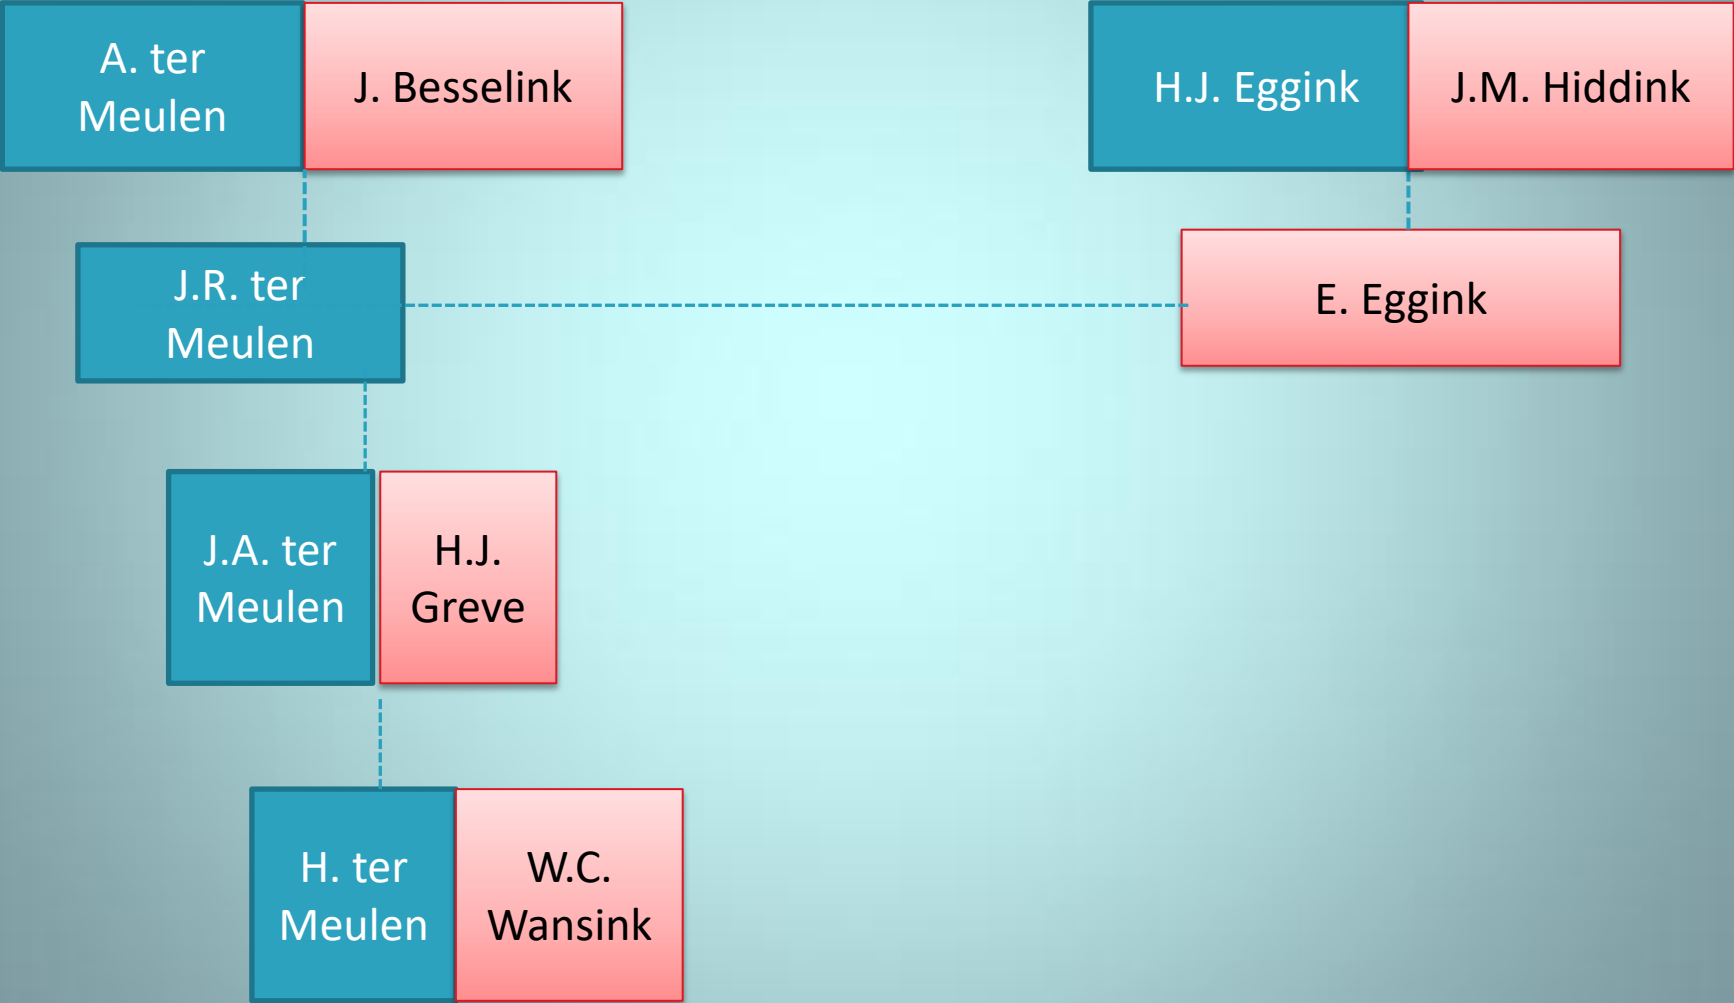 A. ter
Meulen
J. Besselink
H.J. Eggink
J.M. Hiddink
J.R. ter
Meulen
E. Eggink
J.A. ter
Meulen
H.J.
Greve
H. ter
Meulen
W.C.
Wansink